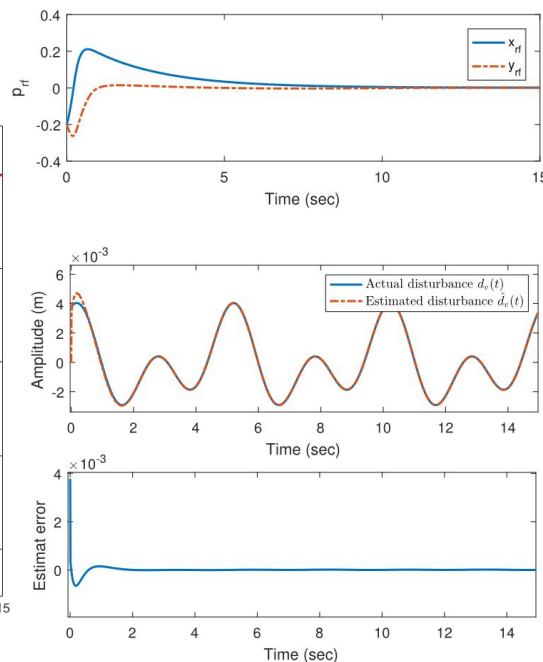 0.4
0.2
0
-0.2
-0.4
p_rf
x_rf
y_rf
0 5 10 15
Time (sec)
×10⁻³
6
4
2
0
-2
Amplitude (m)
Actual disturbance d_v(t)
Estimated disturbance d̂_v(t)
0 2 4 6 8 10 12 14
Time (sec)
×10⁻³
4
2
0
Estimat error
15
0 2 4 6 8 10 12 14
Time (sec)